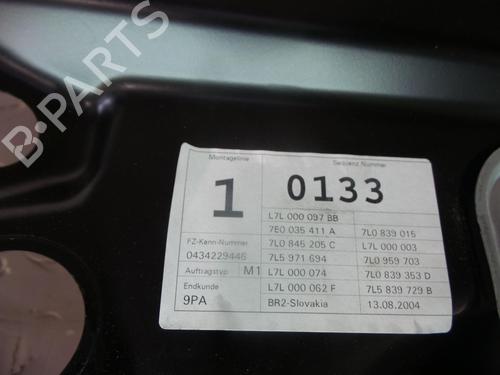 B-PARTS
Montagelinie
Sequenz Nummer
1
0133
L7L 000 097 BB
7E0 035 411 A
7L0 839 015
FZ-Kenn-Nummer
7L0 845 205 C
L7L 000 003
0434229446
7L5 971 694
7L0 959 703
Auftragstyp M1
L7L 000 074
7L0 839 353 D
Endkunde
L7L 000 062 F
7L5 839 729 B
9PA
BR2-Slovakia
13.08.2004